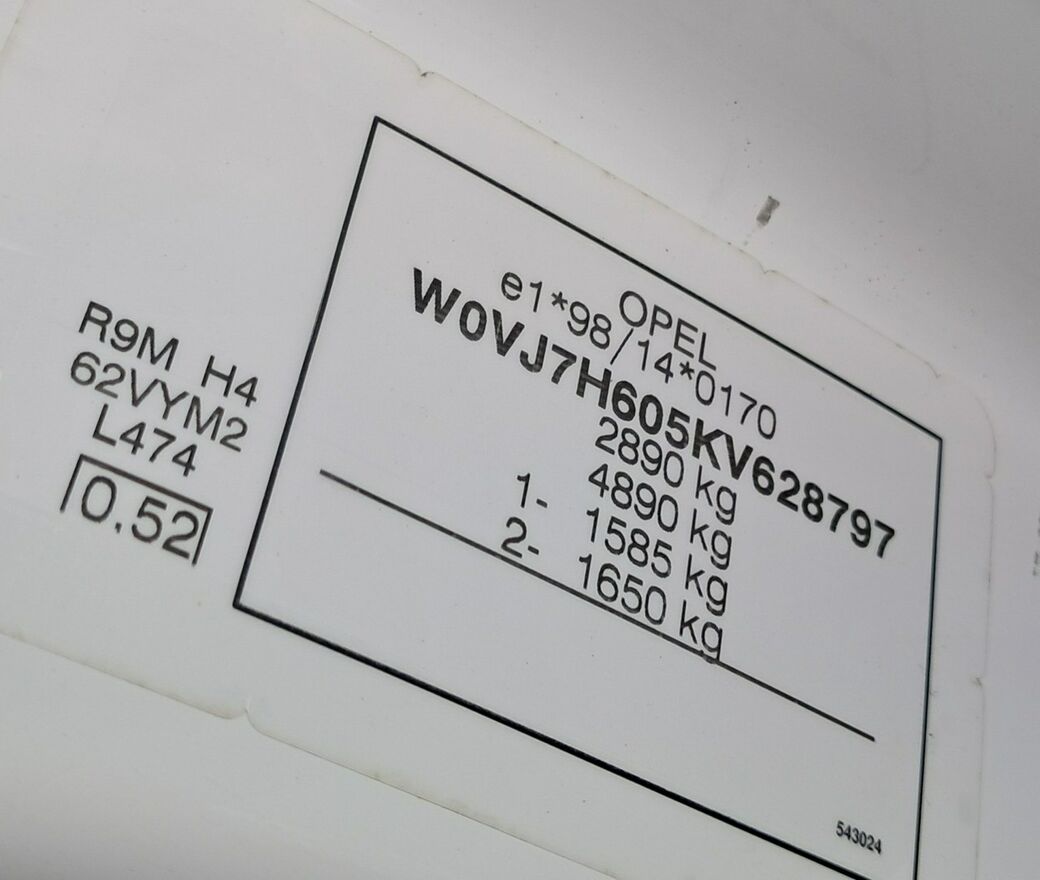 OPEL
e1*98/14*0170
W0VJ7H605KV628797
2890 kg
4890 kg
1- 1585 kg
2- 1650 kg
R9M H4
62VYM2
L474
0.52
543024